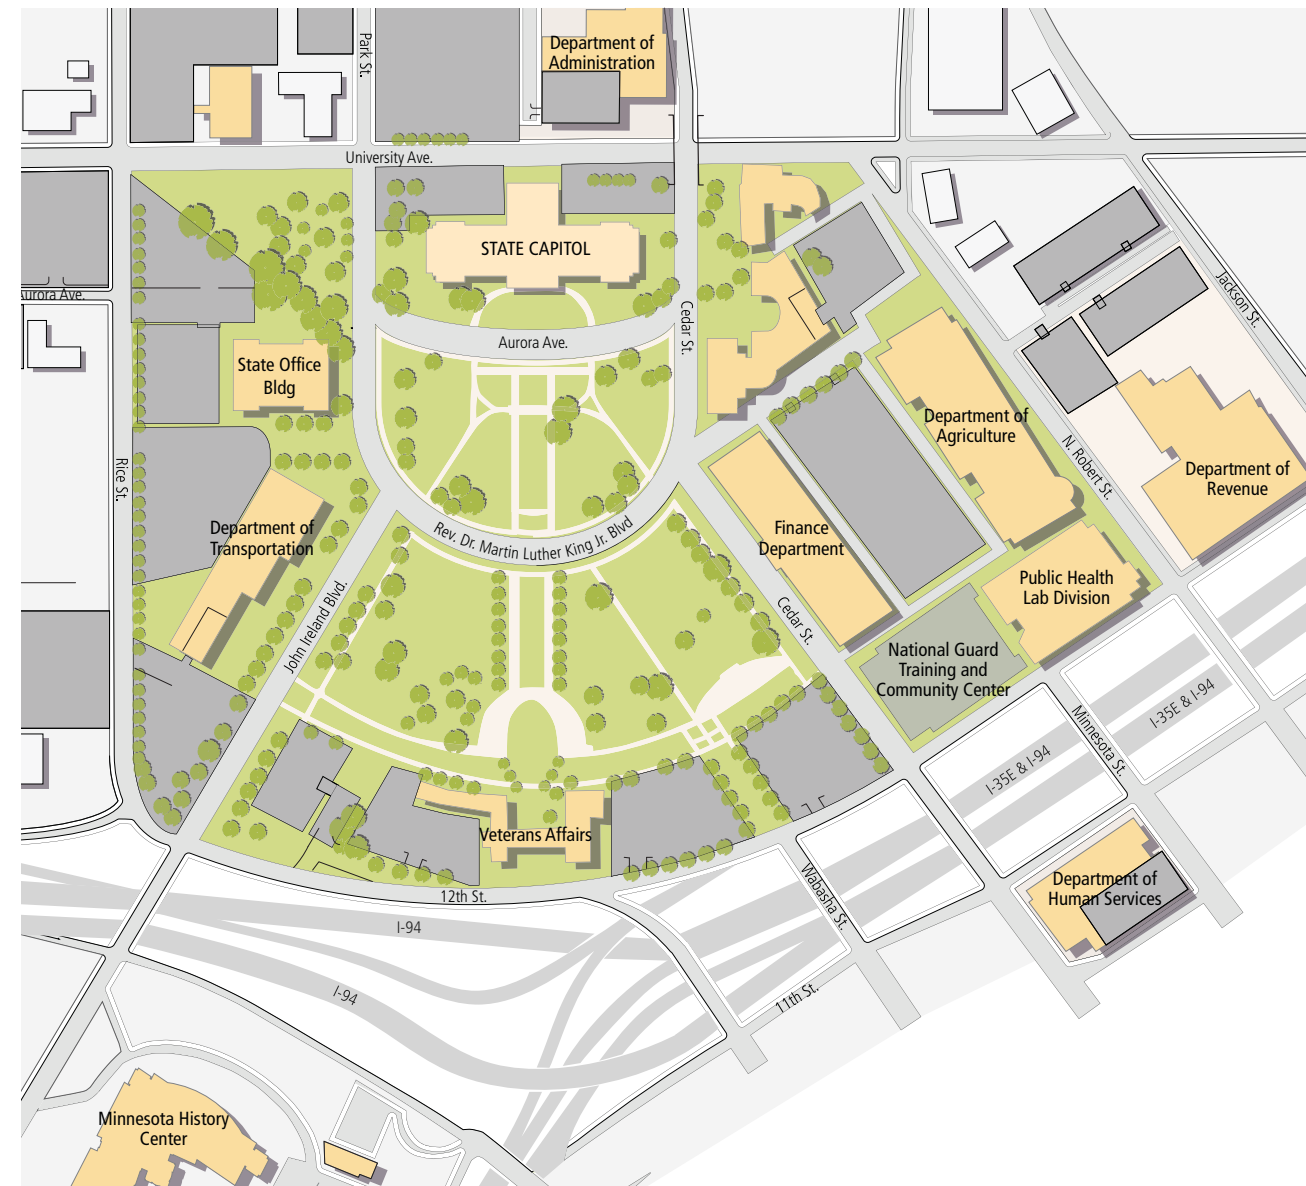 Department of
Administration
Park St.
University Ave.
STATE CAPITOL
Aurora Ave.
Cedar St.
Aurora Ave.
Jackson St.
State Office
Bldg
Department of
Agriculture
N. Robert St.
Department of
Revenue
Rice St.
Department of
Transportation
Rev. Dr. Martin Luther King Jr. Blvd
Finance
Department
Public Health
Lab Division
John Ireland Blvd.
Cedar St.
National Guard
Training and
Community Center
I-35E & I-94
Minnesota St.
I-35E & I-94
Veterans Affairs
12th St.
Wabasha St.
Department of
Human Services
I-94
I-94
11th St.
Minnesota History
Center